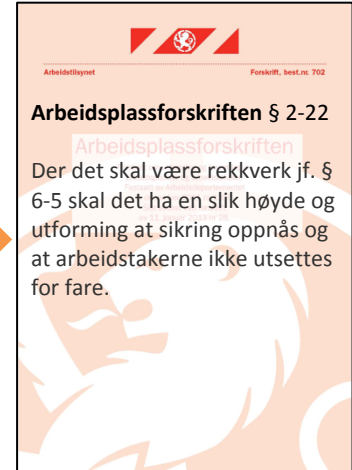 Arbeidstilsynet Forskrift, best.nr. 702
Arbeidsplassforskriften § 2-22
Arbeidsplassforskriften
Der det skal være rekkverk jf. §
6-5 skal det ha en slik høyde og
utforming at sikring oppnås og
at arbeidstakerne ikke utsettes
for fare.